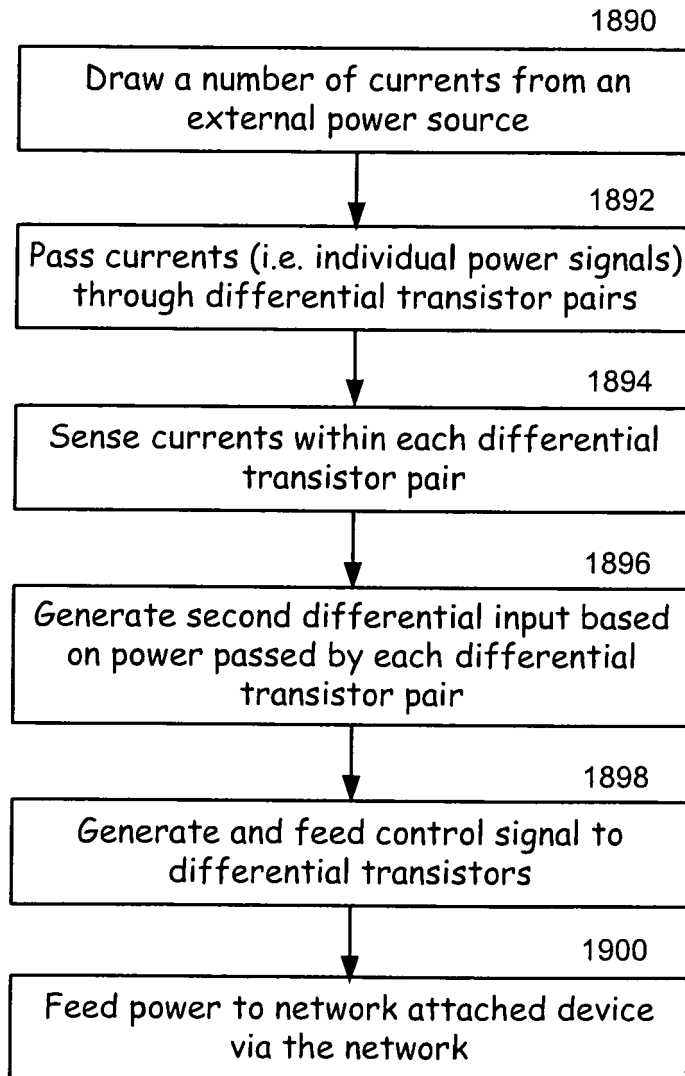 1890
Draw a number of currents from an
external power source
1892
Pass currents (i.e. individual power signals)
through differential transistor pairs
1894
Sense currents within each differential
transistor pair
1896
Generate second differential input based
on power passed by each differential
transistor pair
1898
Generate and feed control signal to
differential transistors
1900
Feed power to network attached device
via the network